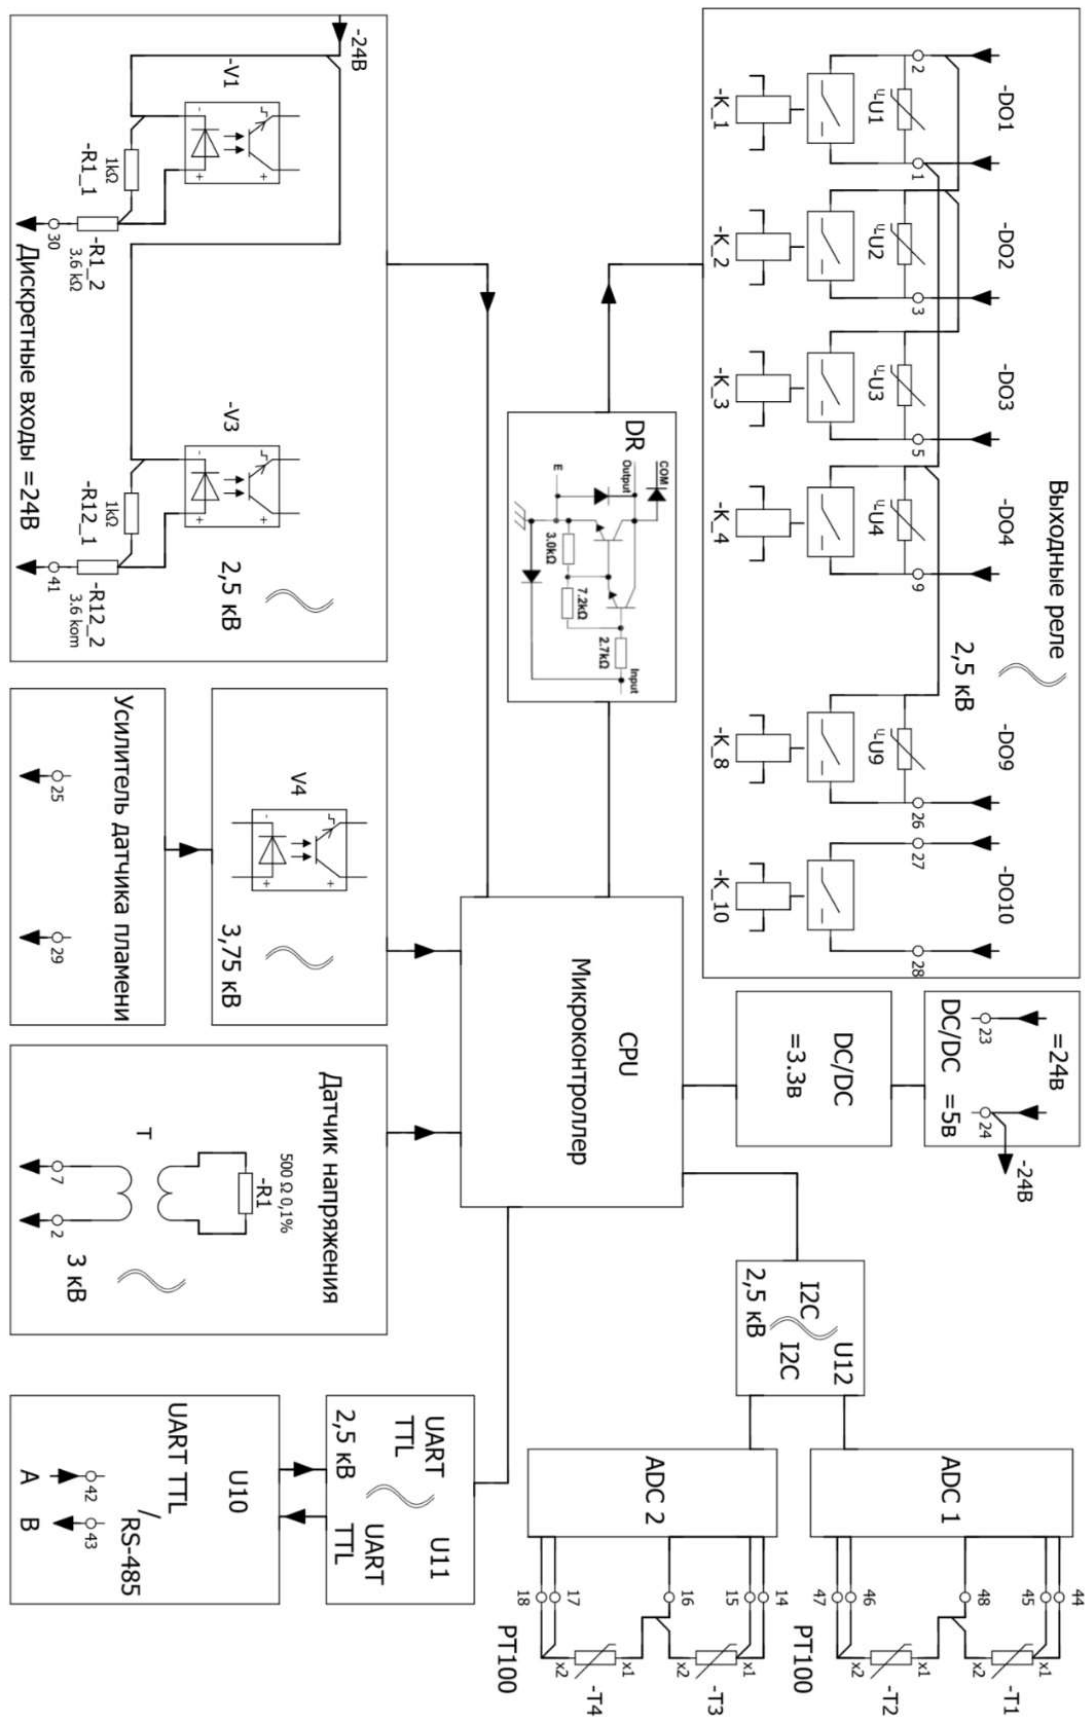 Выходные реле
2,5 кВ
-DO1
-DO2
-DO3
-DO4
-DO9
-DO10
2
1
3
5
9
26
27
28
-U1
-U2
-U3
-U4
-U9
U
U
U
U
U
-K_1
-K_2
-K_3
-K_4
-K_8
-K_10
=24в
23
24
DC/DC =5в
-24В
DC/DC
=3.3в
DR
COM
Output
E
3.0kΩ
7.2kΩ
2.7kΩ
Input
CPU
Микроконтроллер
-24В
-V1
-R1_1
1kΩ
-R1_2
3.6 kΩ
30
-V3
-R12_1
1kΩ
-R12_2
3.6 kom
41
2,5 кВ
Дискретные входы =24В
V4
3,75 кВ
Усилитель датчика пламени
25
29
Датчик напряжения
-R1
500 Ω 0,1%
T
7
2
3 кВ
U12
I2C
I2C
2,5 кВ
ADC 1
44
45
48
46
47
x1
x2
x1
x2
-T1
-T2
PT100
ADC 2
14
15
16
17
18
x1
x2
x1
x2
-T3
-T4
PT100
U11
UART
TTL
UART
TTL
2,5 кВ
U10
UART TTL
/
RS-485
42
43
A
B